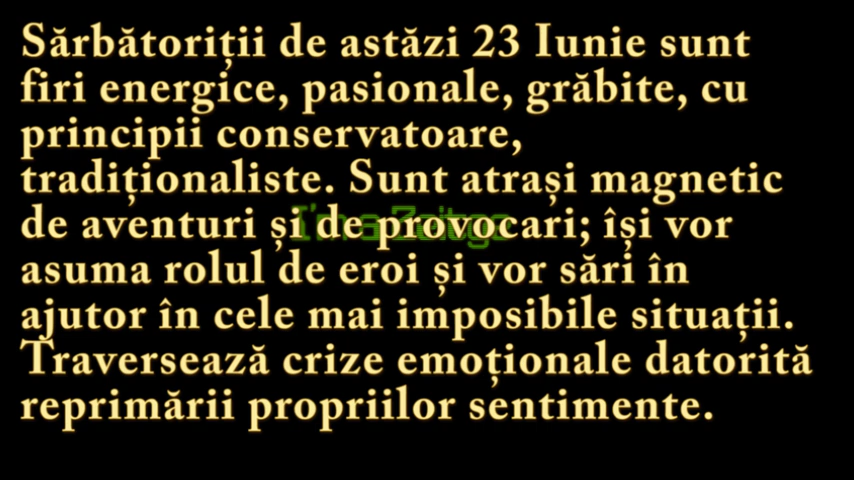 Sărbătoriții de astăzi 23 Iunie sunt
firi energice, pasionale, grăbite, cu
principii conservatoare,
tradiționaliste. Sunt atrași magnetic
de aventuri și de provocari; își vor
asuma rolul de eroi și vor sări în
ajutor în cele mai imposibile situații.
Traversează crize emoționale datorită
reprimării propriilor sentimente.
I'm a